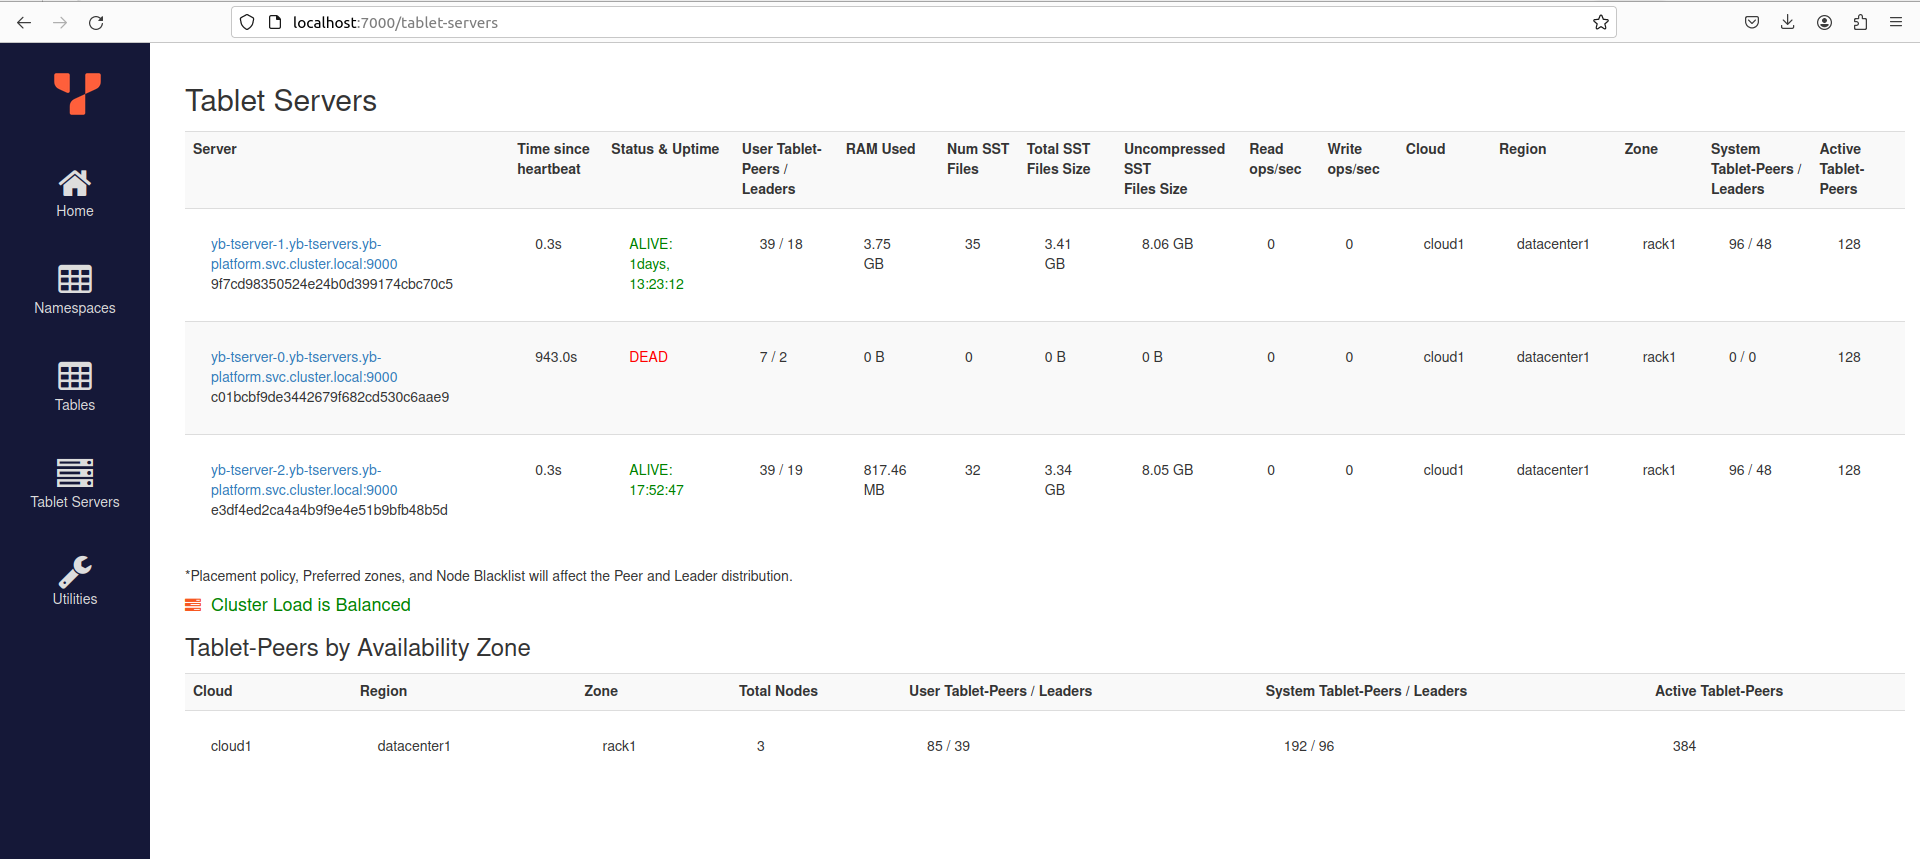 localhost:7000/tablet-servers
Home
Namespaces
Tables
Tablet Servers
Utilities
Tablet Servers
Server Time since heartbeat Status & Uptime User Tablet-Peers / Leaders RAM Used Num SST Files Total SST Files Size Uncompressed SST Files Size Read ops/sec Write ops/sec Cloud Region Zone System Tablet-Peers / Leaders Active Tablet-Peers
yb-tserver-1.yb-tservers.yb- 0.3s ALIVE: 39 / 18 3.75 35 3.41 8.06 GB 0 0 cloud1 datacenter1 rack1 96 / 48 128
platform.svc.cluster.local:9000 1days, GB GB
9f7cd98350524e24b0d399174cbc70c5 13:23:12
yb-tserver-0.yb-tservers.yb- 943.0s DEAD 7 / 2 0 B 0 0 B 0 B 0 0 cloud1 datacenter1 rack1 0 / 0 128
platform.svc.cluster.local:9000
c01bcbf9de3442679f682cd530c6aae9
yb-tserver-2.yb-tservers.yb- 0.3s ALIVE: 39 / 19 817.46 32 3.34 8.05 GB 0 0 cloud1 datacenter1 rack1 96 / 48 128
platform.svc.cluster.local:9000 17:52:47 MB GB
e3df4ed2ca4a4b9f9e4e51b9bfb48b5d
*Placement policy, Preferred zones, and Node Blacklist will affect the Peer and Leader distribution.
Cluster Load is Balanced
Tablet-Peers by Availability Zone
Cloud Region Zone Total Nodes User Tablet-Peers / Leaders System Tablet-Peers / Leaders Active Tablet-Peers
cloud1 datacenter1 rack1 3 85 / 39 192 / 96 384